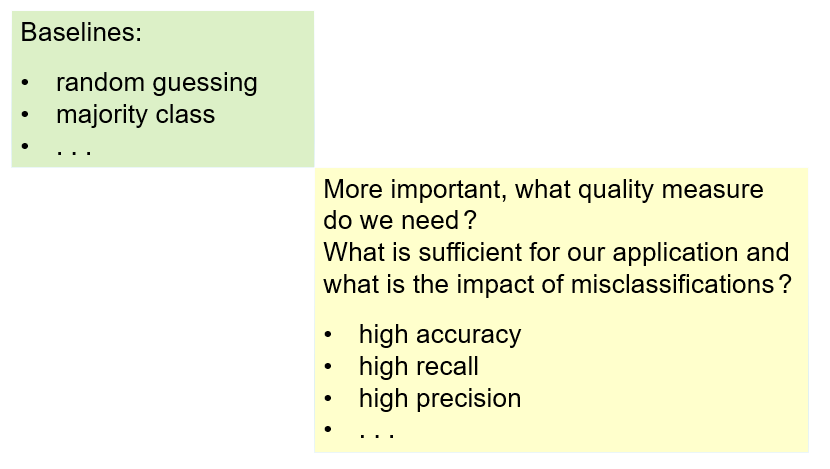 Baselines:
• random guessing
• majority class
• . . .
More important, what quality measure
do we need?
What is sufficient for our application and
what is the impact of misclassifications?
• high accuracy
• high recall
• high precision
• . . .